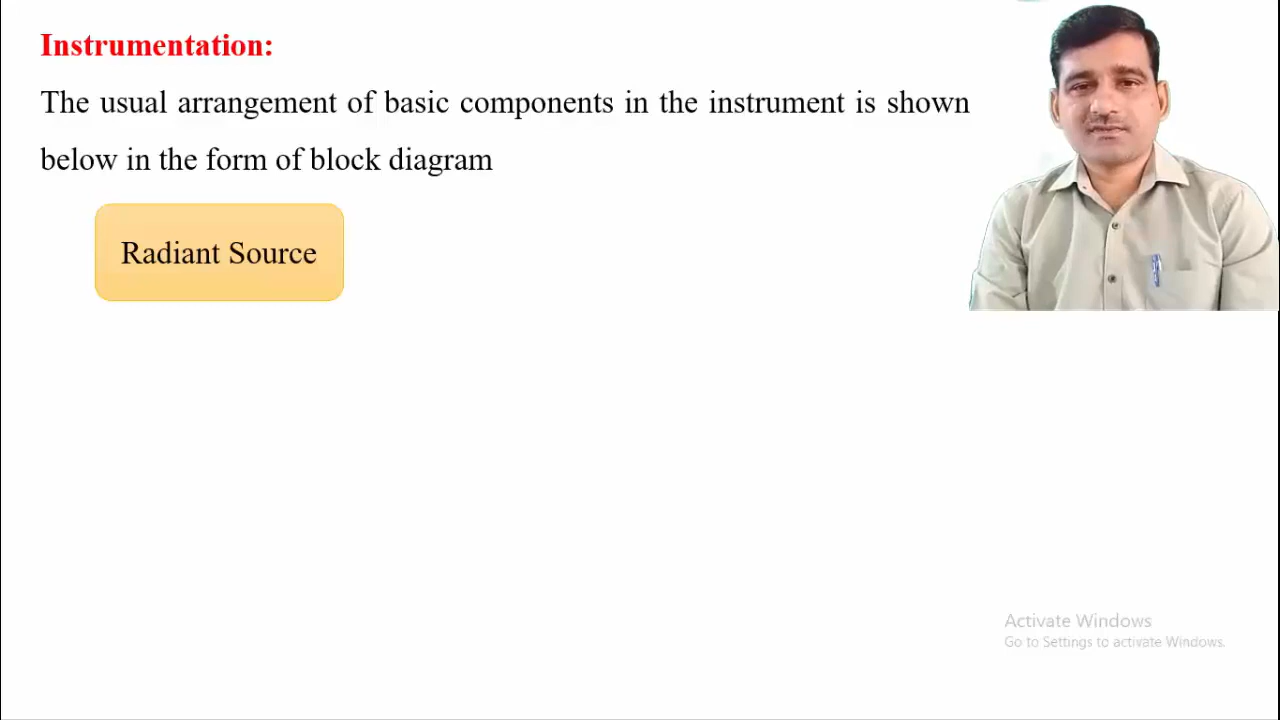 Instrumentation:
The usual arrangement of basic components in the instrument is shown
below in the form of block diagram
Radiant Source
Activate Windows
Go to Settings to activate Windows.